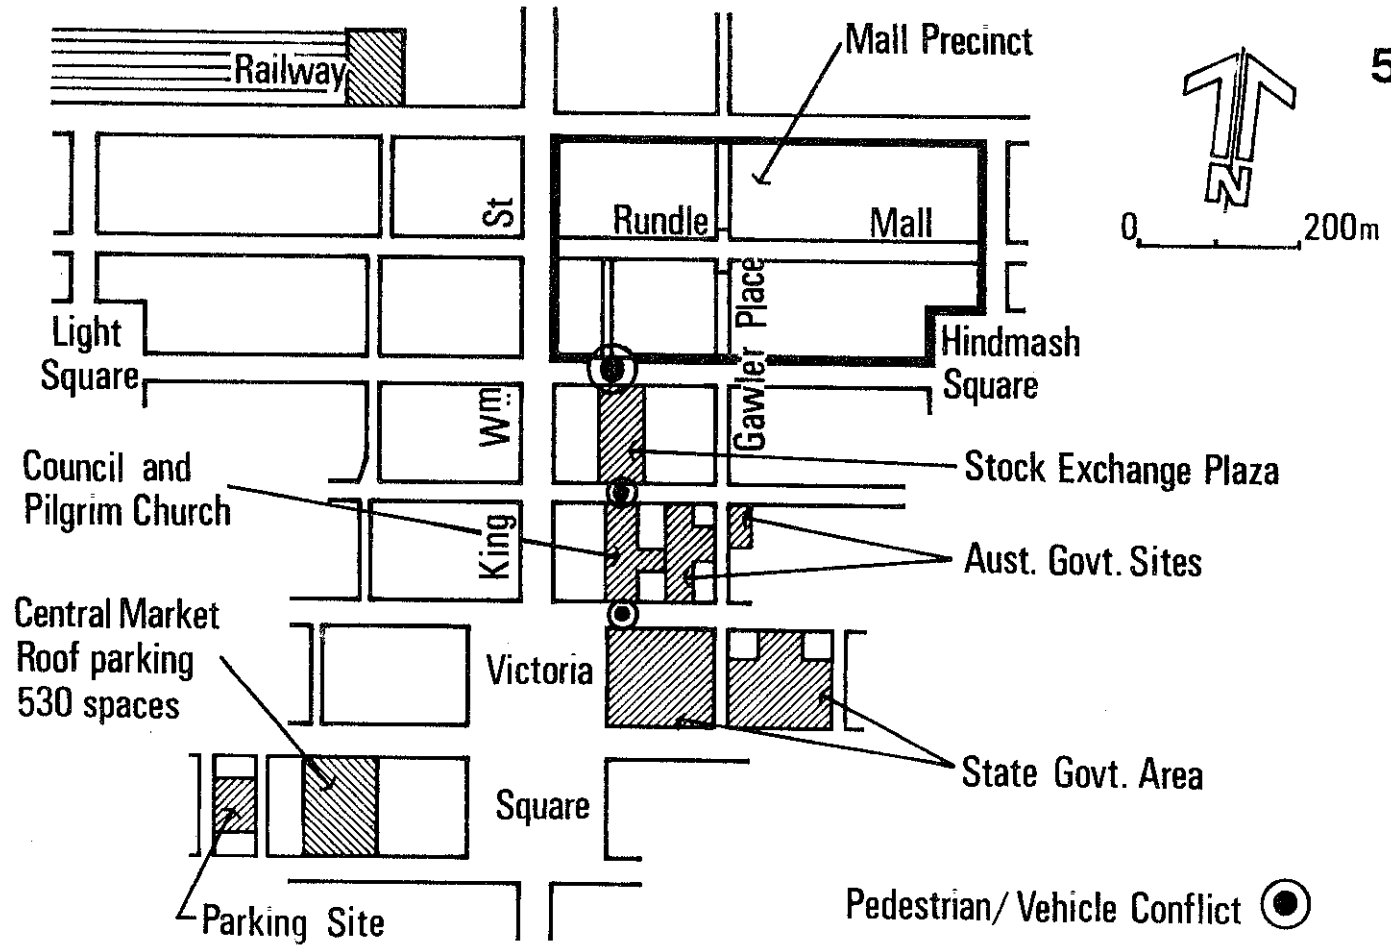 Mall Precinct
5
Railway
N
St
Rundle Mall
0 200m
Light
Square
Gawler Place
Hindmash
Square
Wm.
Council and
Pilgrim Church
Stock Exchange Plaza
King
Aust. Govt. Sites
Central Market
Roof parking
530 spaces
Victoria
State Govt. Area
Square
Parking Site
Pedestrian/Vehicle Conflict